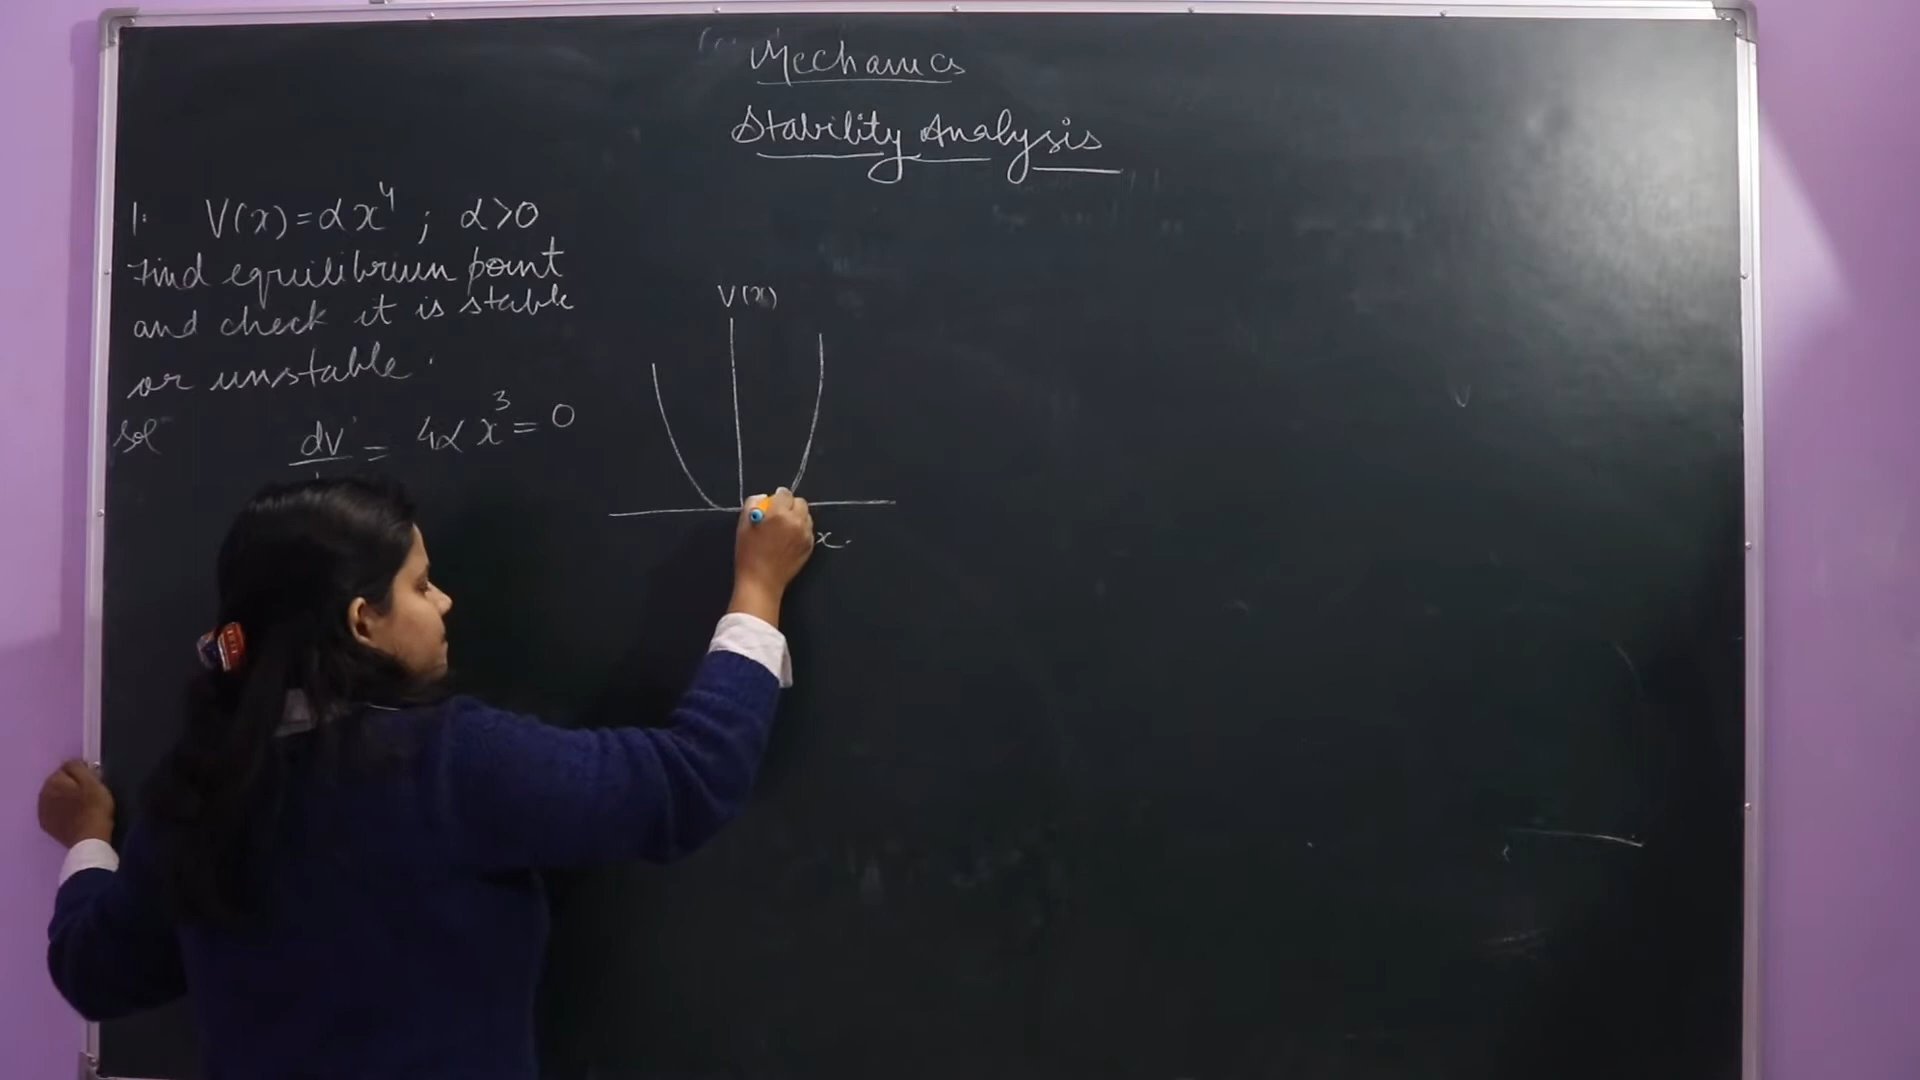 Mechanics
Stability Analysis
1. V(x) = αx⁴ ; α>0
Find equilibrium point
and check it is stable
or unstable.
Sol
dV = 4αx³ = 0
V(x)
x